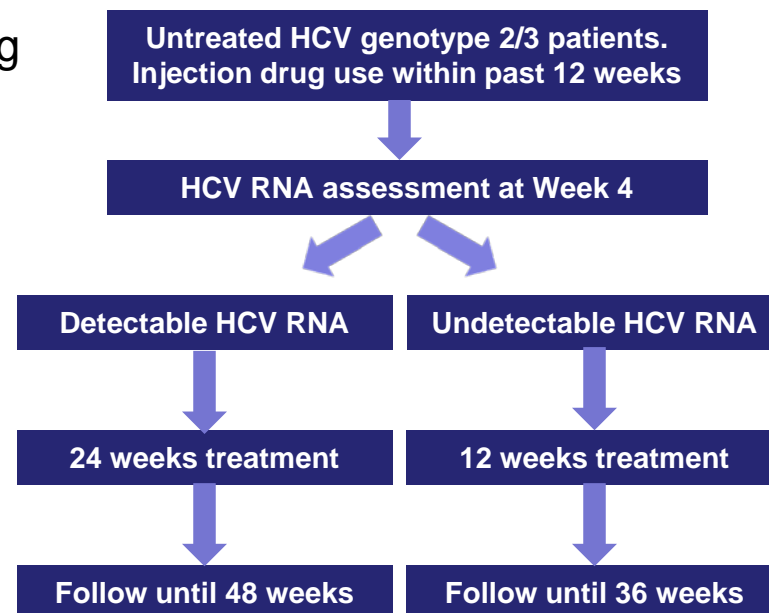 g
Untreated HCV genotype 2/3 patients.
Injection drug use within past 12 weeks
HCV RNA assessment at Week 4
Detectable HCV RNA
Undetectable HCV RNA
24 weeks treatment
12 weeks treatment
Follow until 48 weeks
Follow until 36 weeks